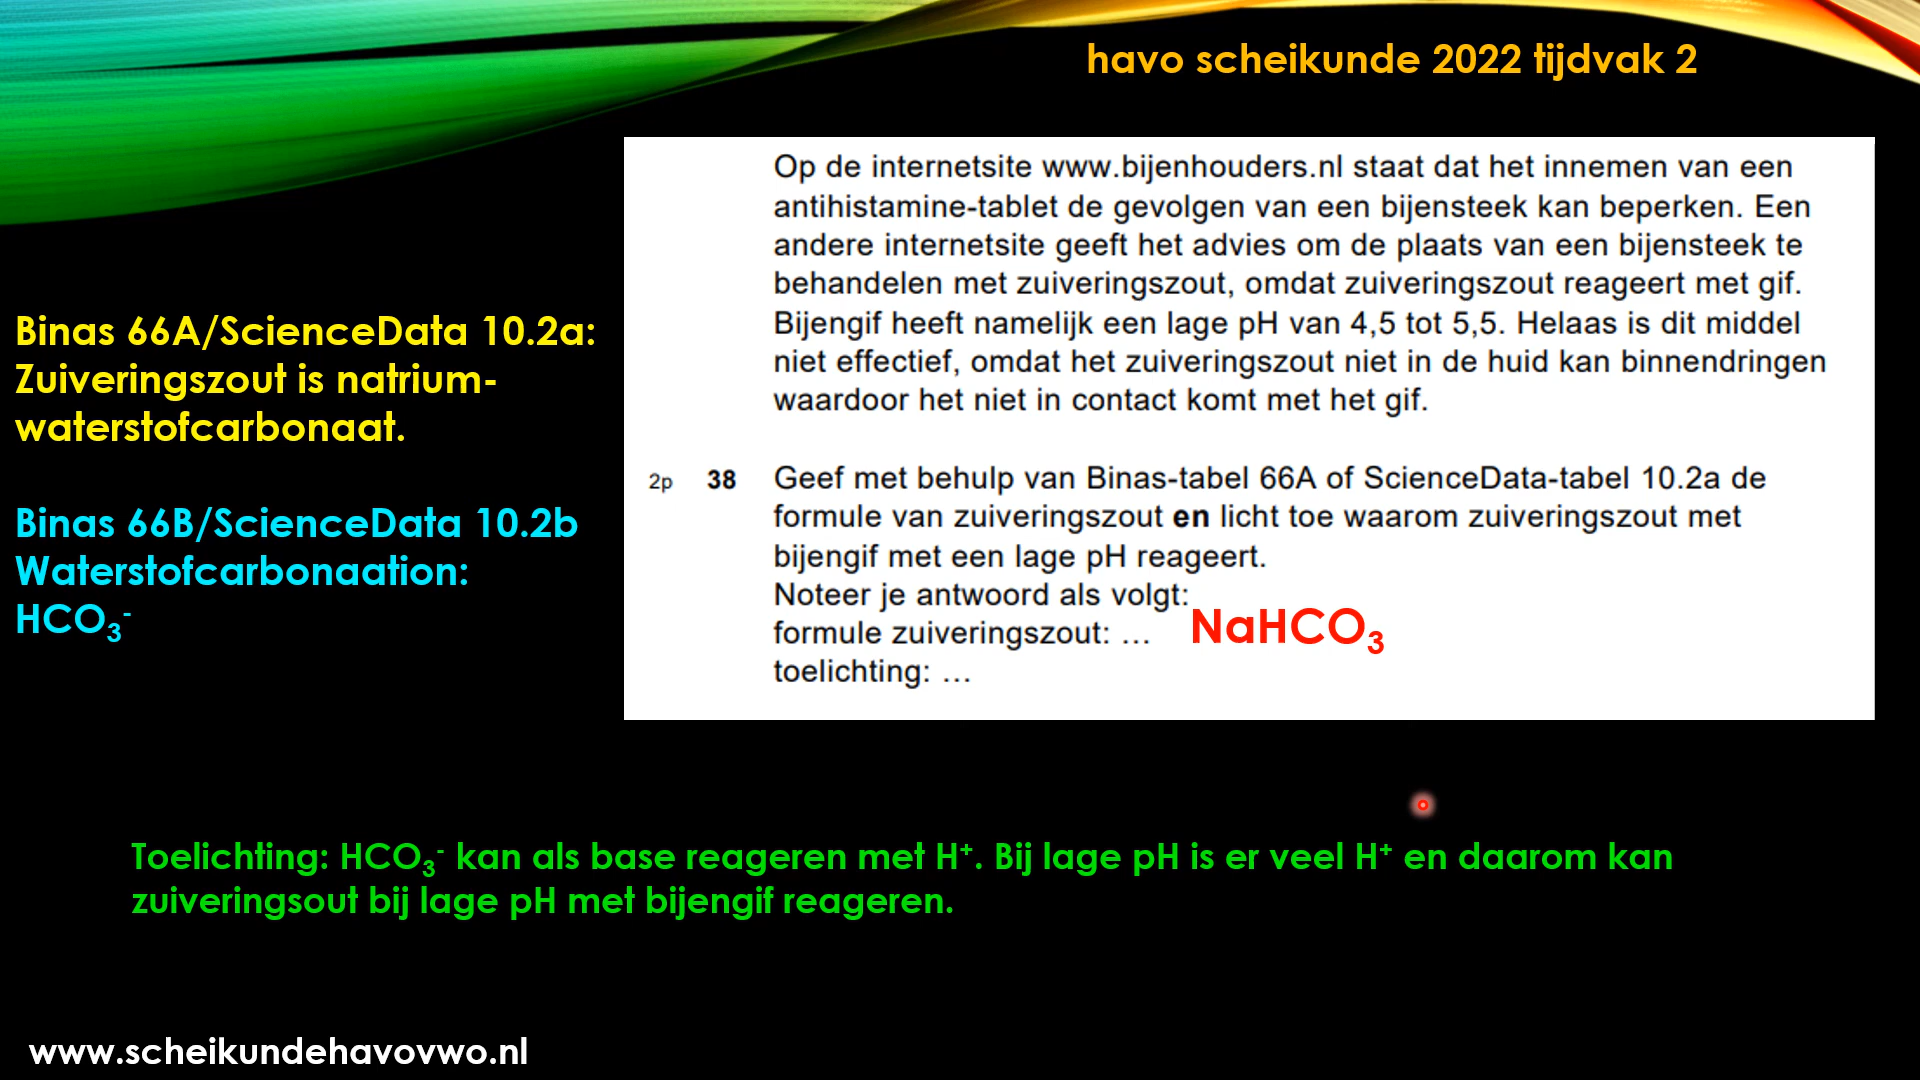 havo scheikunde 2022 tijdvak 2
Op de internetsite www.bijenhouders.nl staat dat het innemen van een
antihistamine-tablet de gevolgen van een bijensteek kan beperken. Een
andere internetsite geeft het advies om de plaats van een bijensteek te
behandelen met zuiveringszout, omdat zuiveringszout reageert met gif.
Bijengif heeft namelijk een lage pH van 4,5 tot 5,5. Helaas is dit middel
niet effectief, omdat het zuiveringszout niet in de huid kan binnendringen
waardoor het niet in contact komt met het gif.
2p 38 Geef met behulp van Binas-tabel 66A of ScienceData-tabel 10.2a de
formule van zuiveringszout en licht toe waarom zuiveringszout met
bijengif met een lage pH reageert.
Noteer je antwoord als volgt:
formule zuiveringszout: … NaHCO₃
toelichting: …
Binas 66A/ScienceData 10.2a:
Zuiveringszout is natrium-
waterstofcarbonaat.
Binas 66B/ScienceData 10.2b
Waterstofcarbonaation:
HCO₃⁻
Toelichting: HCO₃⁻ kan als base reageren met H⁺. Bij lage pH is er veel H⁺ en daarom kan
zuiveringsout bij lage pH met bijengif reageren.
www.scheikundehavovwo.nl